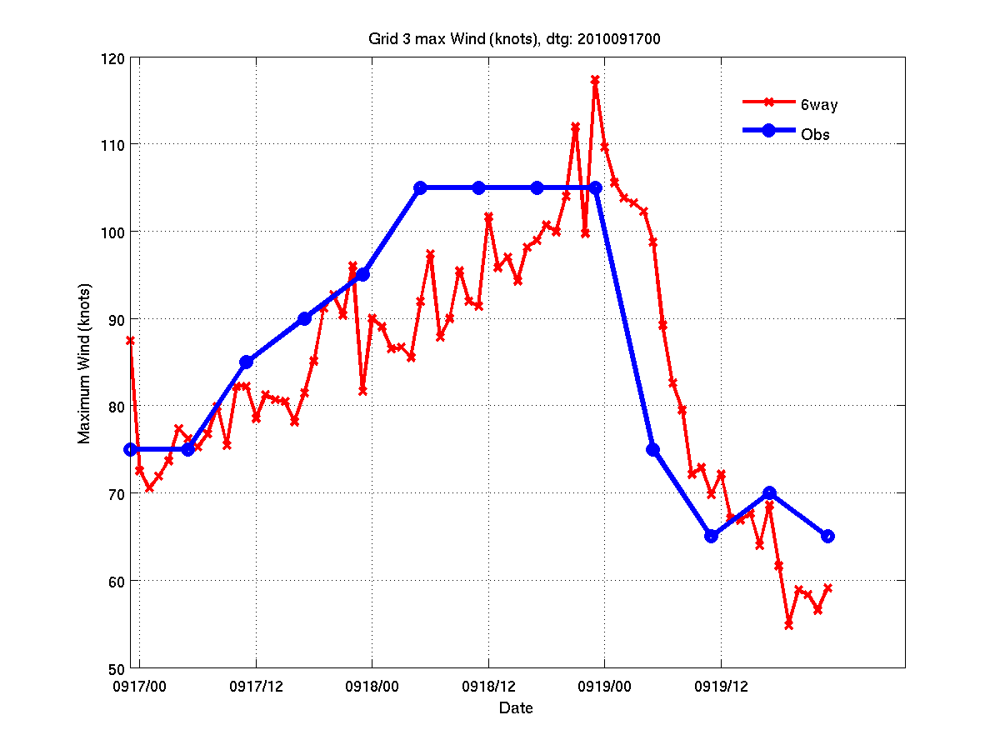 Grid 3 max Wind (knots), dtg: 2010091700
120
110
100
90
80
70
60
50
Maximum Wind (knots)
6way
Obs
0917/00 0917/12 0918/00 0918/12 0919/00 0919/12
Date